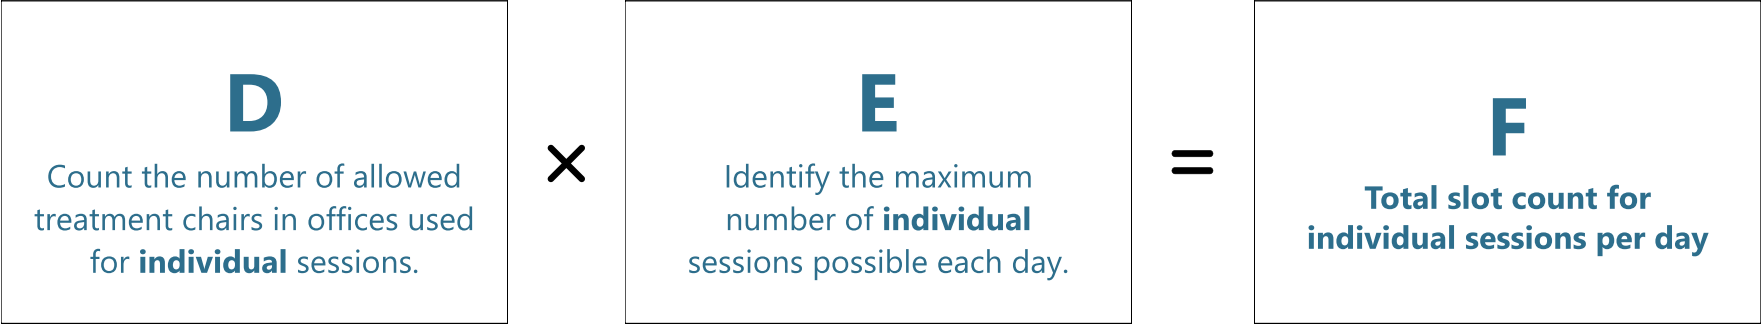 D
Count the number of allowed
treatment chairs in offices used
for individual sessions.
×
E
Identify the maximum
number of individual
sessions possible each day.
=
F
Total slot count for
individual sessions per day